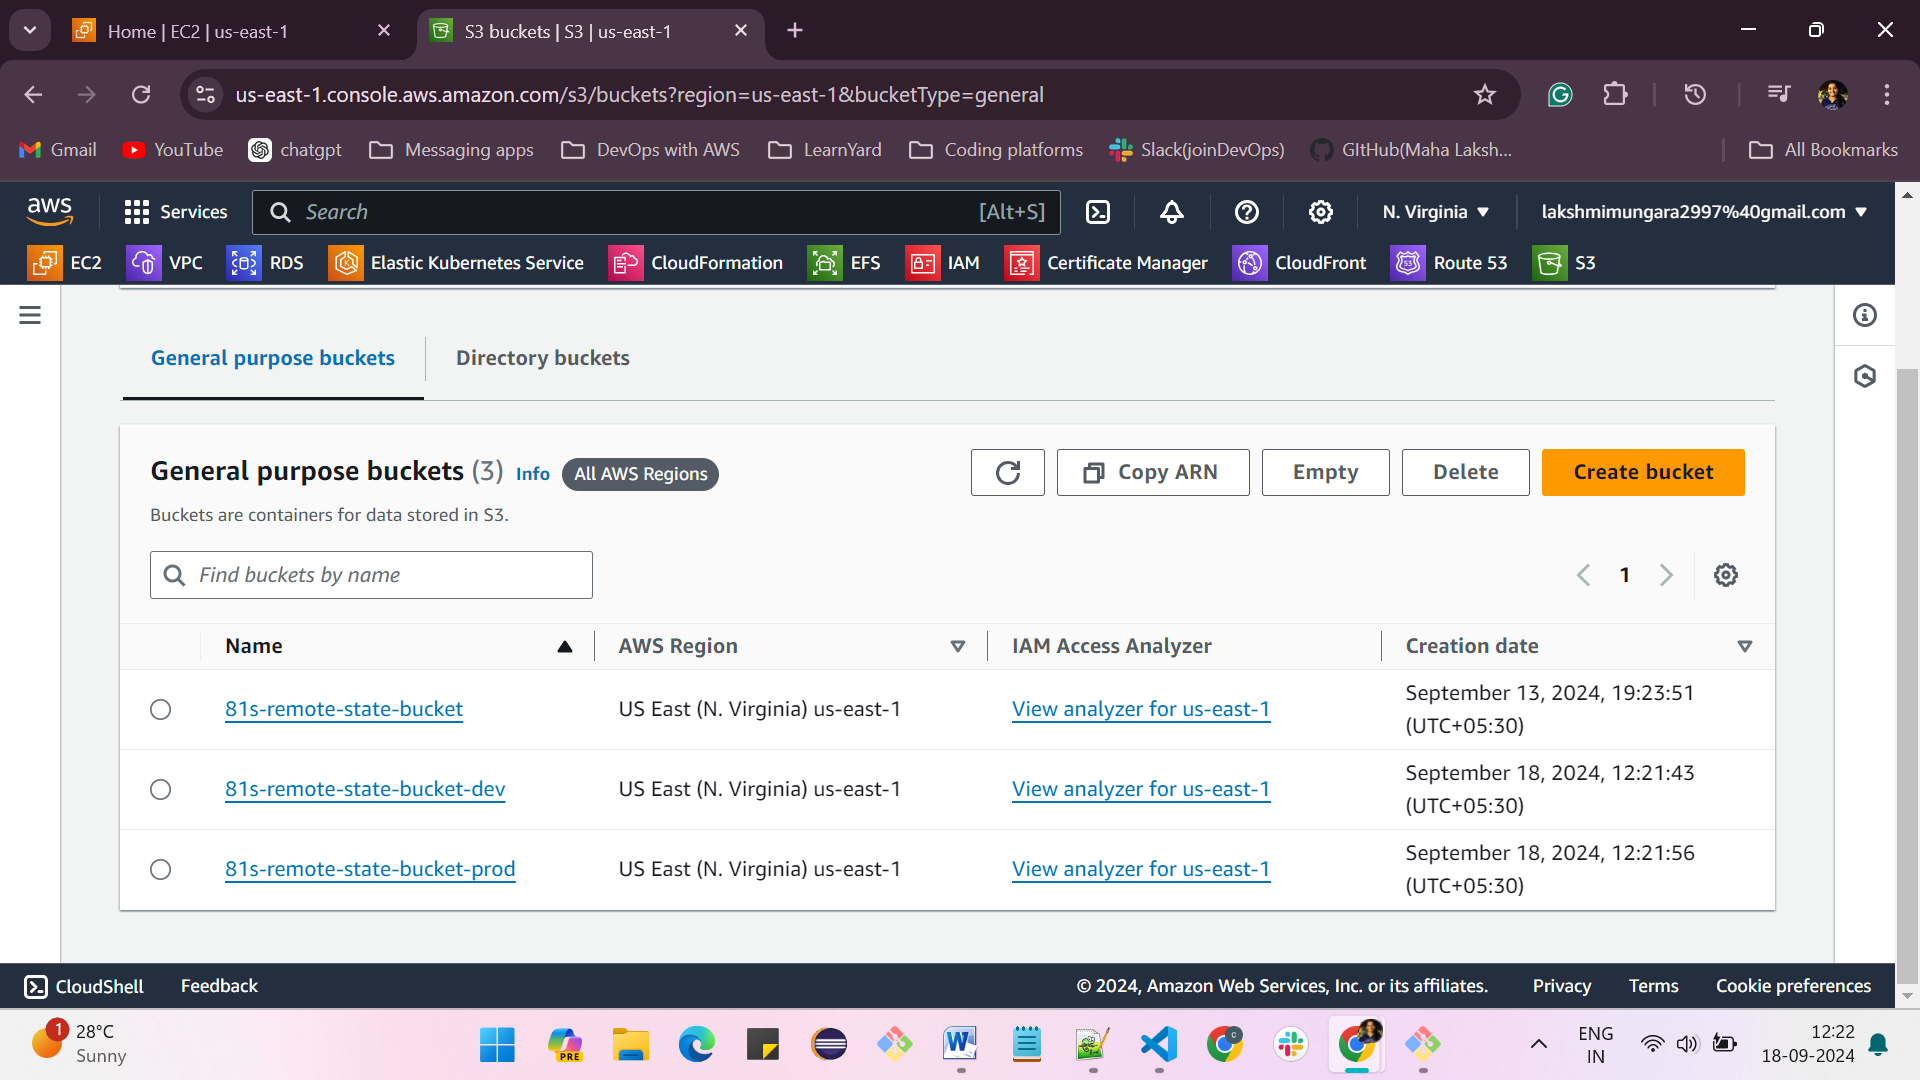 Home | EC2 | us-east-1
S3 buckets | S3 | us-east-1
us-east-1.console.aws.amazon.com/s3/buckets?region=us-east-1&bucketType=general
Gmail
YouTube
chatgpt
Messaging apps
DevOps with AWS
LearnYard
Coding platforms
Slack(joinDevOps)
GItHub(Maha Laksh...
All Bookmarks
aws
Services
Search
[Alt+S]
N. Virginia
lakshmimungara2997%40gmail.com
EC2
VPC
RDS
Elastic Kubernetes Service
CloudFormation
EFS
IAM
Certificate Manager
CloudFront
Route 53
S3
General purpose buckets
Directory buckets
General purpose buckets (3)
Info
All AWS Regions
Copy ARN
Empty
Delete
Create bucket
Buckets are containers for data stored in S3.
Find buckets by name
1
Name
AWS Region
IAM Access Analyzer
Creation date
81s-remote-state-bucket
US East (N. Virginia) us-east-1
View analyzer for us-east-1
September 13, 2024, 19:23:51
(UTC+05:30)
81s-remote-state-bucket-dev
US East (N. Virginia) us-east-1
View analyzer for us-east-1
September 18, 2024, 12:21:43
(UTC+05:30)
81s-remote-state-bucket-prod
US East (N. Virginia) us-east-1
View analyzer for us-east-1
September 18, 2024, 12:21:56
(UTC+05:30)
CloudShell
Feedback
© 2024, Amazon Web Services, Inc. or its affiliates.
Privacy
Terms
Cookie preferences
1
28°C
Sunny
PRE
ENG
IN
12:22
18-09-2024